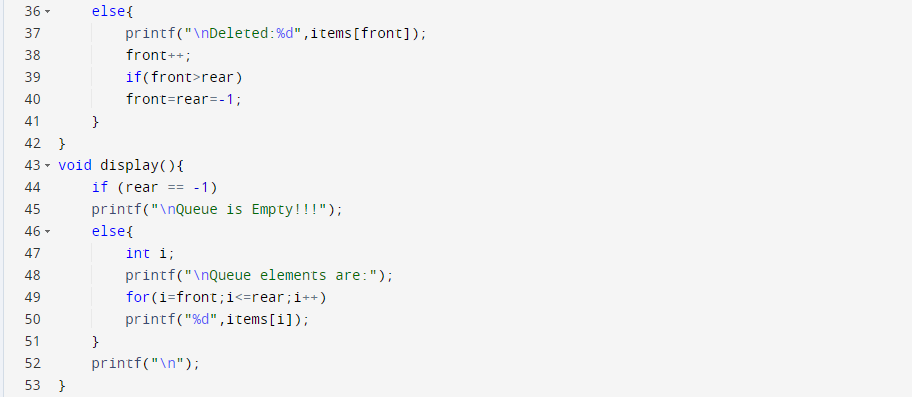 36 else{
37 printf("\nDeleted:%d",items[front]);
38 front++;
39 if(front>rear)
40 front=rear=-1;
41 }
42 }
43 void display(){
44 if (rear == -1)
45 printf("\nQueue is Empty!!!");
46 else{
47 int i;
48 printf("\nQueue elements are:");
49 for(i=front;i<=rear;i++)
50 printf("%d",items[i]);
51 }
52 printf("\n");
53 }